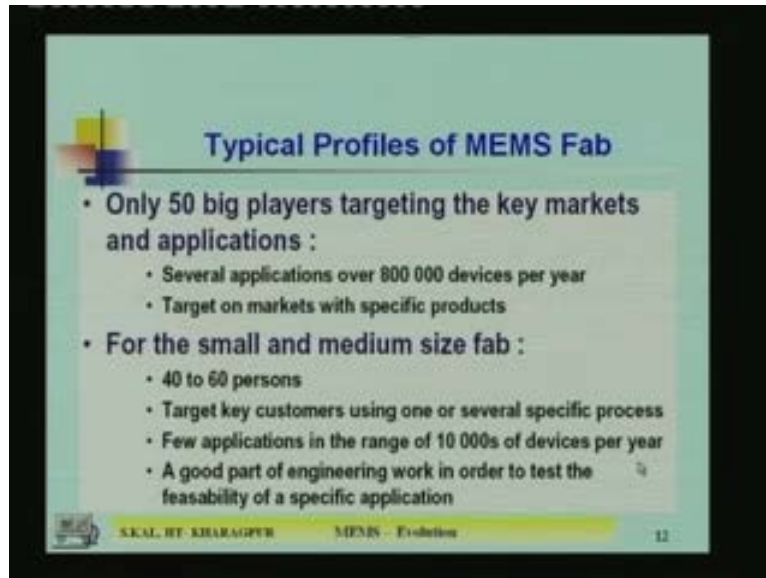 Typical Profiles of MEMS Fab
• Only 50 big players targeting the key markets
and applications :
• Several applications over 800 000 devices per year
• Target on markets with specific products
• For the small and medium size fab :
• 40 to 60 persons
• Target key customers using one or several specific process
• Few applications in the range of 10 000s of devices per year
• A good part of engineering work in order to test the
feasability of a specific application
S.KAL, IIT- KHARAGPUR MEMS - Evolution 12